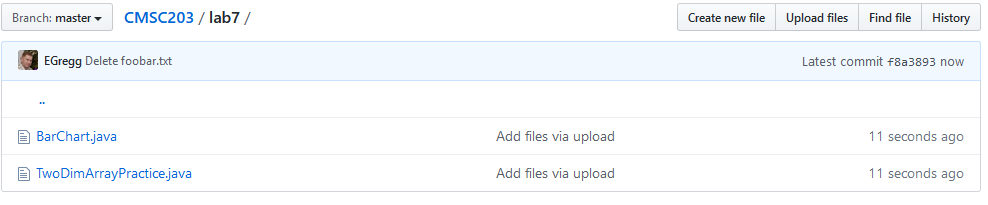 Branch: master CMSC203 / lab7 / Create new file Upload files Find file History
EGregg Delete foobar.txt Latest commit f8a3893 now
..
BarChart.java Add files via upload 11 seconds ago
TwoDimArrayPractice.java Add files via upload 11 seconds ago